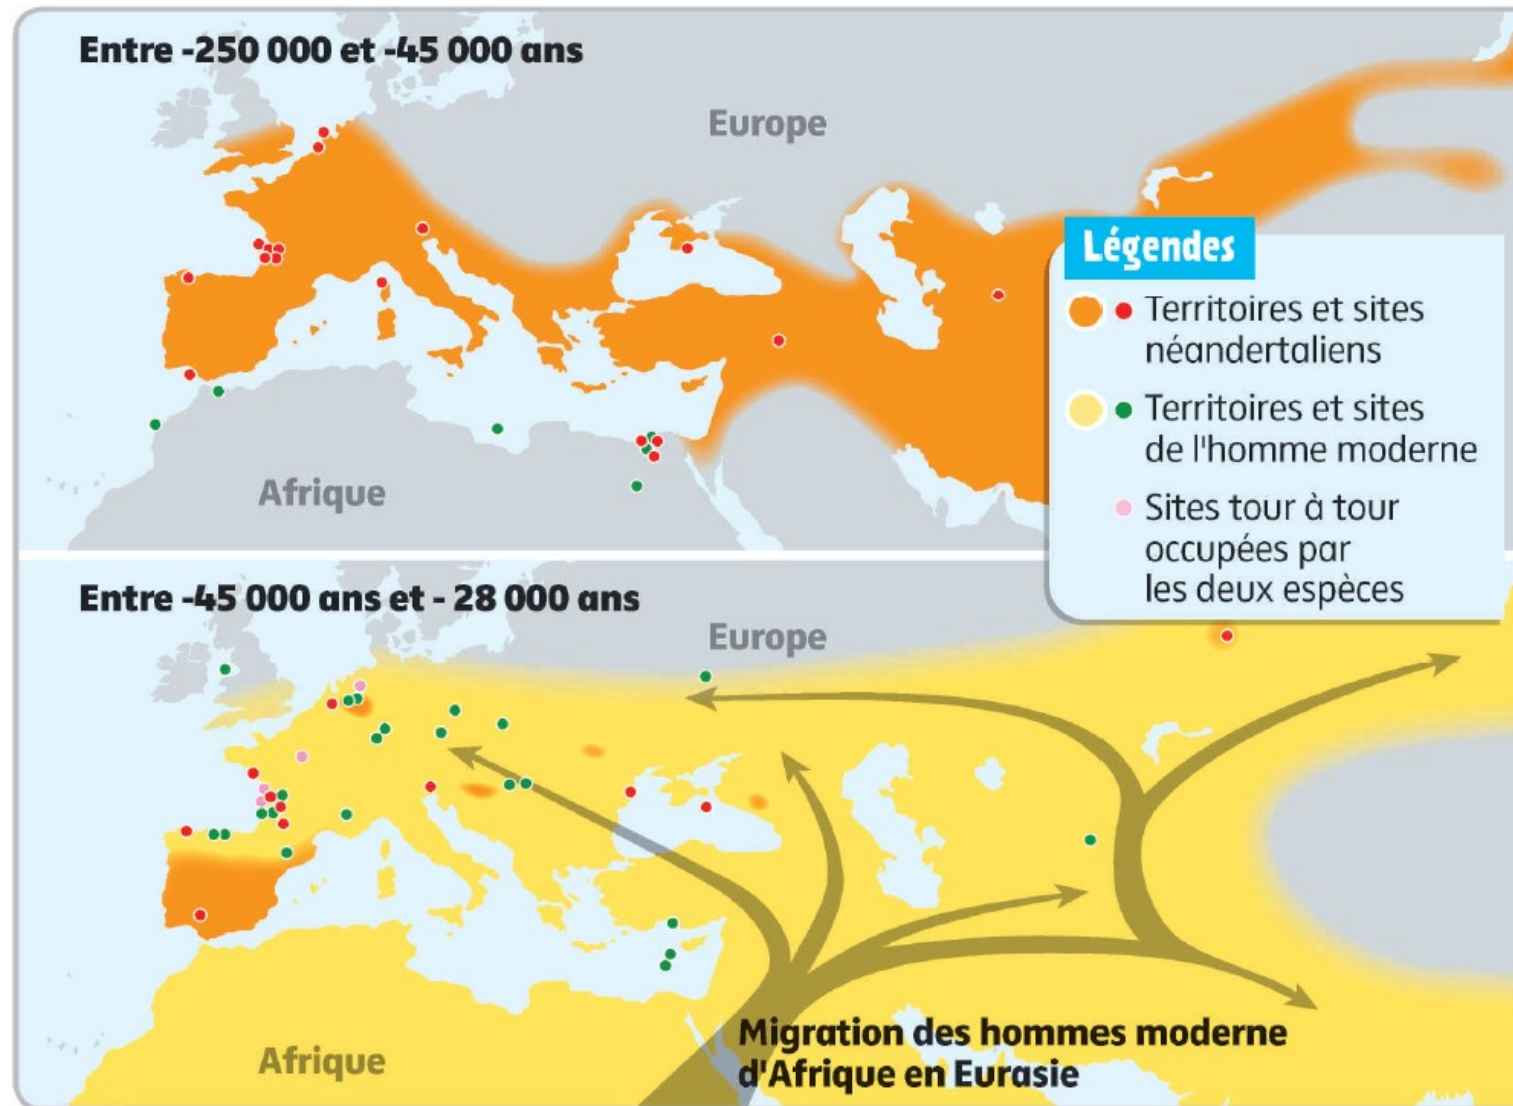 Entre -250 000 et -45 000 ans
Europe
Afrique
Légendes
Territoires et sites
néandertaliens
Territoires et sites
de l'homme moderne
Sites tour à tour
occupées par
les deux espèces
Entre -45 000 ans et - 28 000 ans
Europe
Afrique
Migration des hommes moderne
d'Afrique en Eurasie